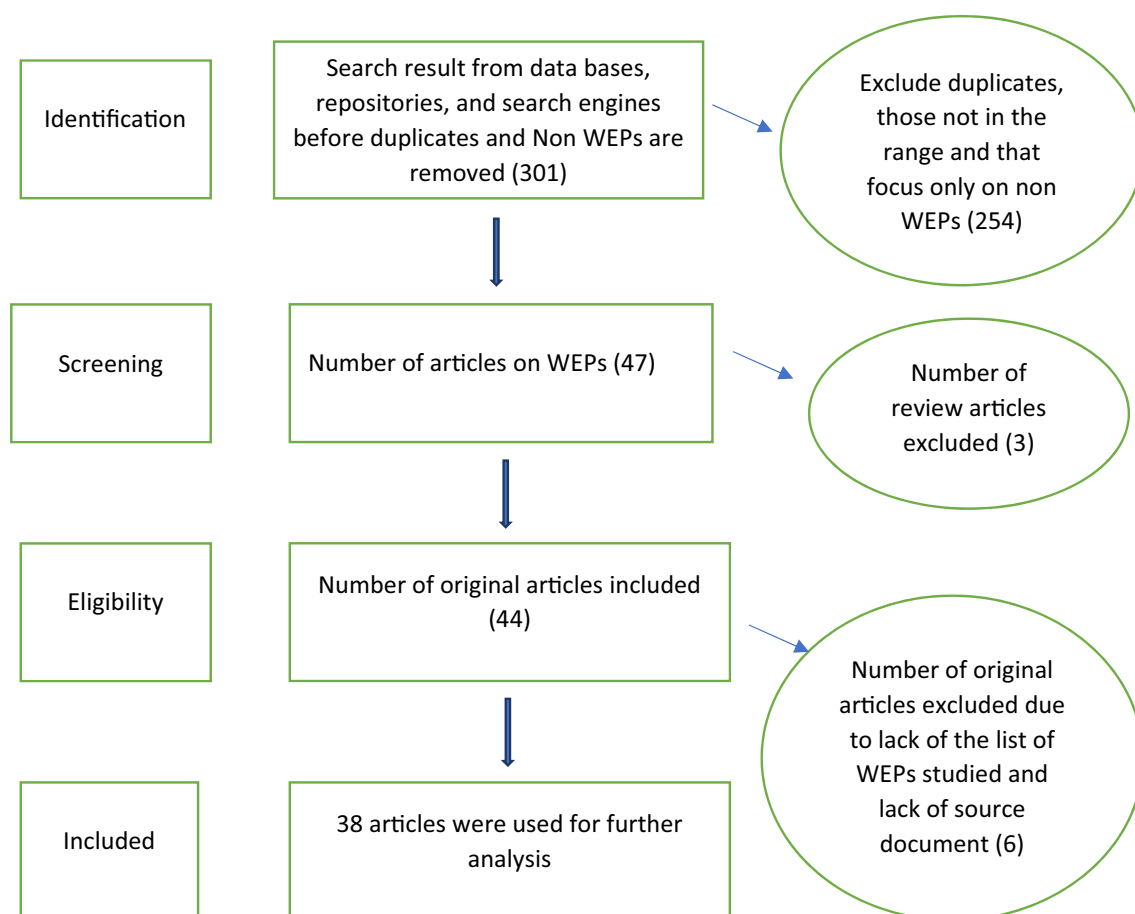 Identification
Search result from data bases,
repositories, and search engines
before duplicates and Non WEPs are
removed (301)
Exclude duplicates,
those not in the
range and that
focus only on non
WEPs (254)
Screening
Number of articles on WEPs (47)
Number of
review articles
excluded (3)
Eligibility
Number of original articles included
(44)
Number of original
articles excluded due
to lack of the list of
WEPs studied and
lack of source
document (6)
Included
38 articles were used for further
analysis